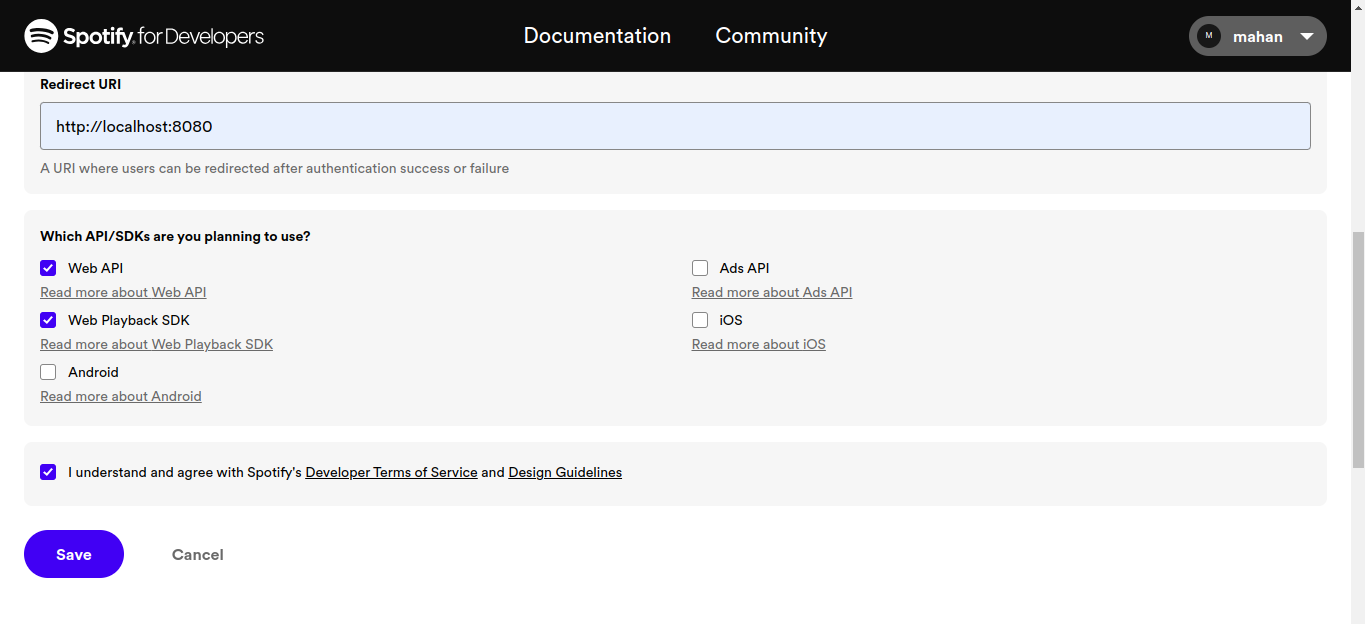 Spotify for Developers
Documentation
Community
M
mahan
Redirect URI
http://localhost:8080
A URI where users can be redirected after authentication success or failure
Which API/SDKs are you planning to use?
Web API
Read more about Web API
Web Playback SDK
Read more about Web Playback SDK
Android
Read more about Android
Ads API
Read more about Ads API
iOS
Read more about iOS
I understand and agree with Spotify's Developer Terms of Service and Design Guidelines
Save
Cancel